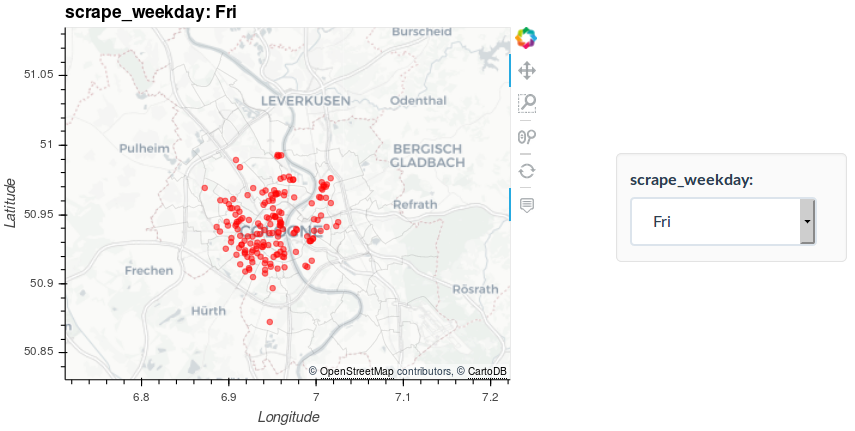 scrape_weekday: Fri
Burscheid
51.05
LEVERKUSEN
Odenthal
51
Pulheim
BERGISCH
GLADBACH
scrape_weekday:
50.95
Refrath
Fri
Latitude
COLOGNE
Frechen
50.9
Rösrath
Hürth
50.85
© OpenStreetMap contributors, © CartoDB
6.8
6.9
7
7.1
7.2
Longitude